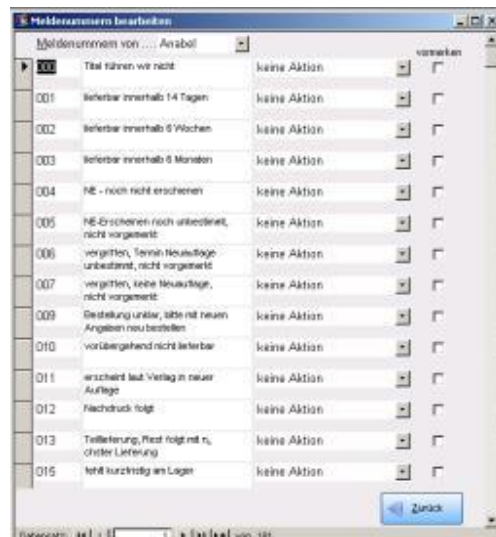 Meldenummern bearbeiten
Meldenummern von .... Anabel
vormerken
000 Titel führen wir nicht keine Aktion
001 lieferbar innerhalb 14 Tagen keine Aktion
002 lieferbar innerhalb 6 Wochen keine Aktion
003 lieferbar innerhalb 6 Monaten keine Aktion
004 NE - noch nicht erschienen keine Aktion
005 NE-Erscheinen noch unbestimmt, keine Aktion
nicht vorgemerkt
006 vergriffen, Termin Neuauflage keine Aktion
unbestimmt, nicht vorgemerkt
007 vergriffen, keine Neuauflage, keine Aktion
nicht vorgemerkt
009 Bestellung unklar, bitte mit neuen keine Aktion
Angaben neu bestellen
010 vorübergehend nicht lieferbar keine Aktion
011 erscheint laut Verlag in neuer keine Aktion
Auflage
012 Nachdruck folgt keine Aktion
013 Teillieferung, Rest folgt mit n, keine Aktion
chster Lieferung
015 fehlt kurzfristig am Lager keine Aktion
Zurück
Datensatz: 1 von 181